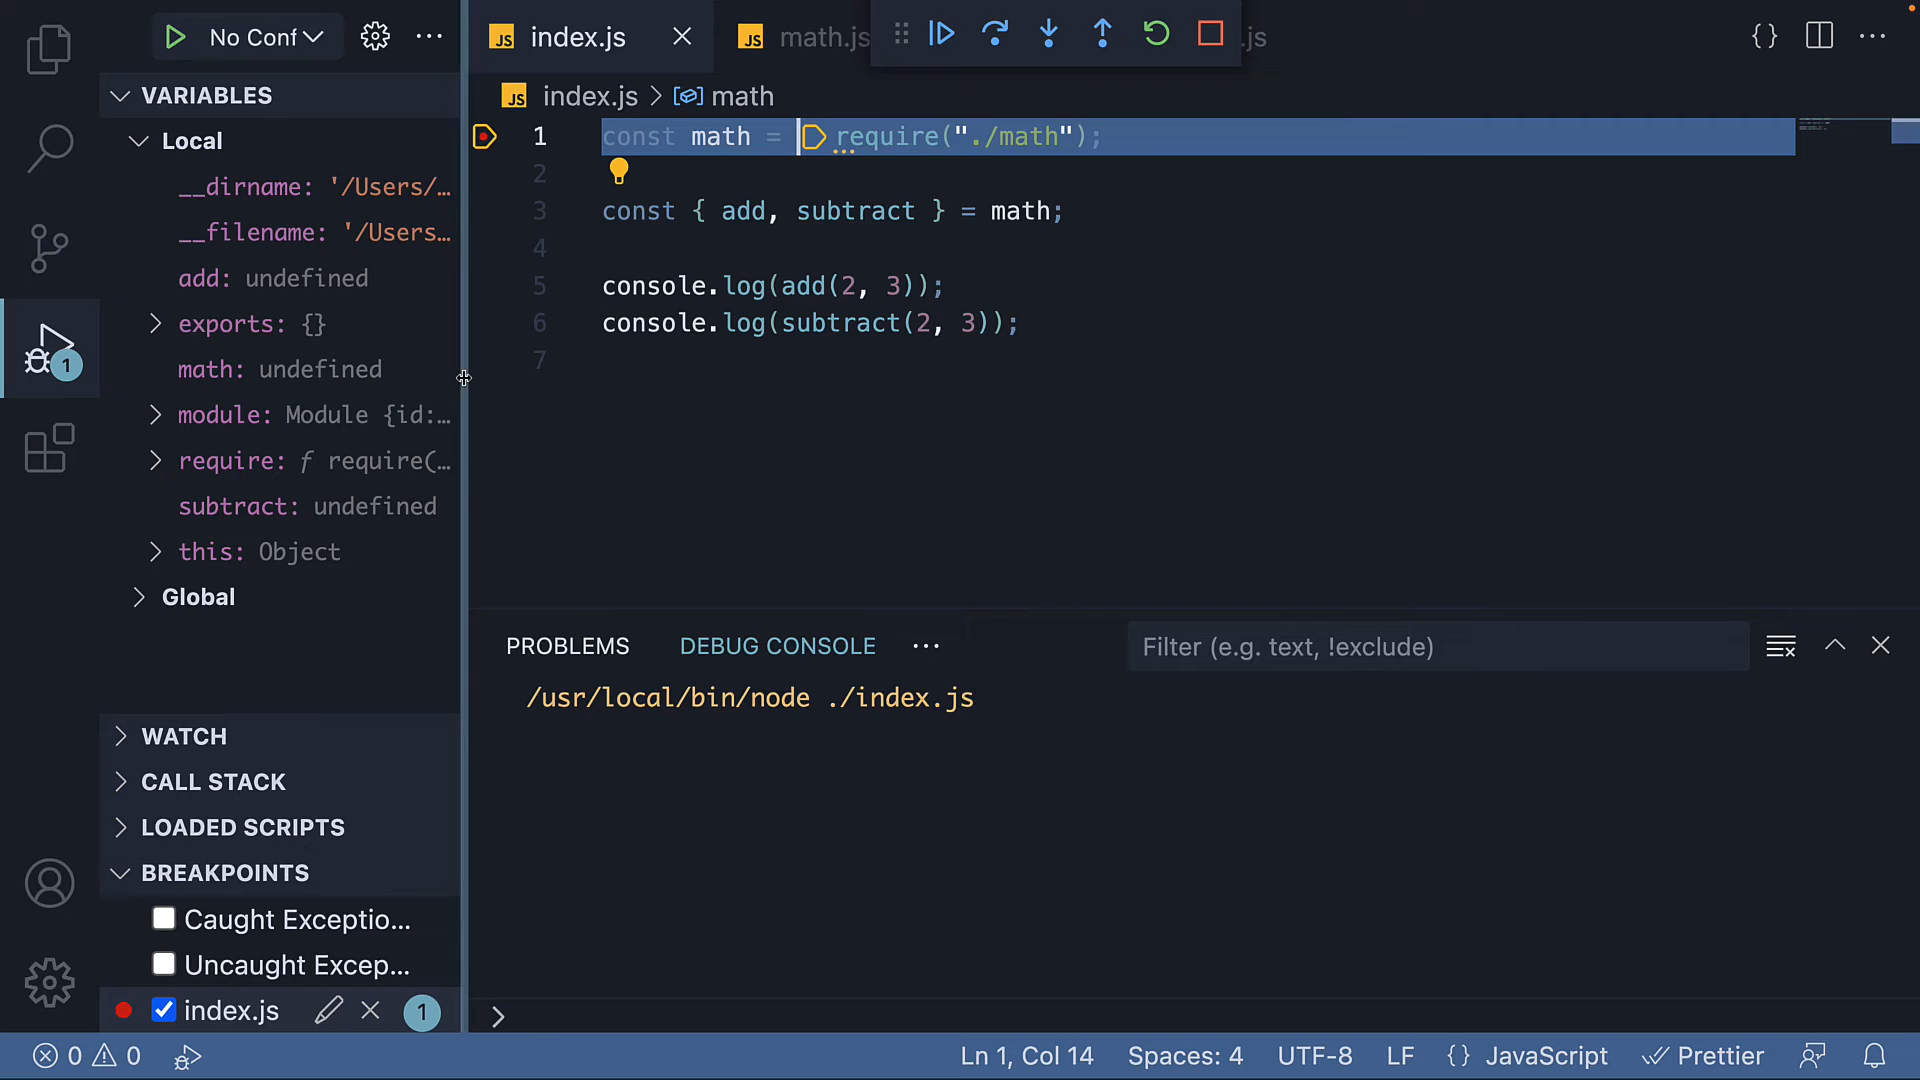 No Conf
JS index.js
JS math.js
.js
VARIABLES
JS index.js > math
Local
__dirname: '/Users/…
__filename: '/Users…
add: undefined
exports: {}
math: undefined
module: Module {id:…
require: ƒ require(…
subtract: undefined
this: Object
Global
WATCH
CALL STACK
LOADED SCRIPTS
BREAKPOINTS
Caught Exceptio...
Uncaught Excep...
index.js 1
1
1 const math = require("./math");
2
3 const { add, subtract } = math;
4
5 console.log(add(2, 3));
6 console.log(subtract(2, 3));
7
PROBLEMS DEBUG CONSOLE ... Filter (e.g. text, !exclude)
/usr/local/bin/node ./index.js
>
0 0 Ln 1, Col 14 Spaces: 4 UTF-8 LF {} JavaScript Prettier